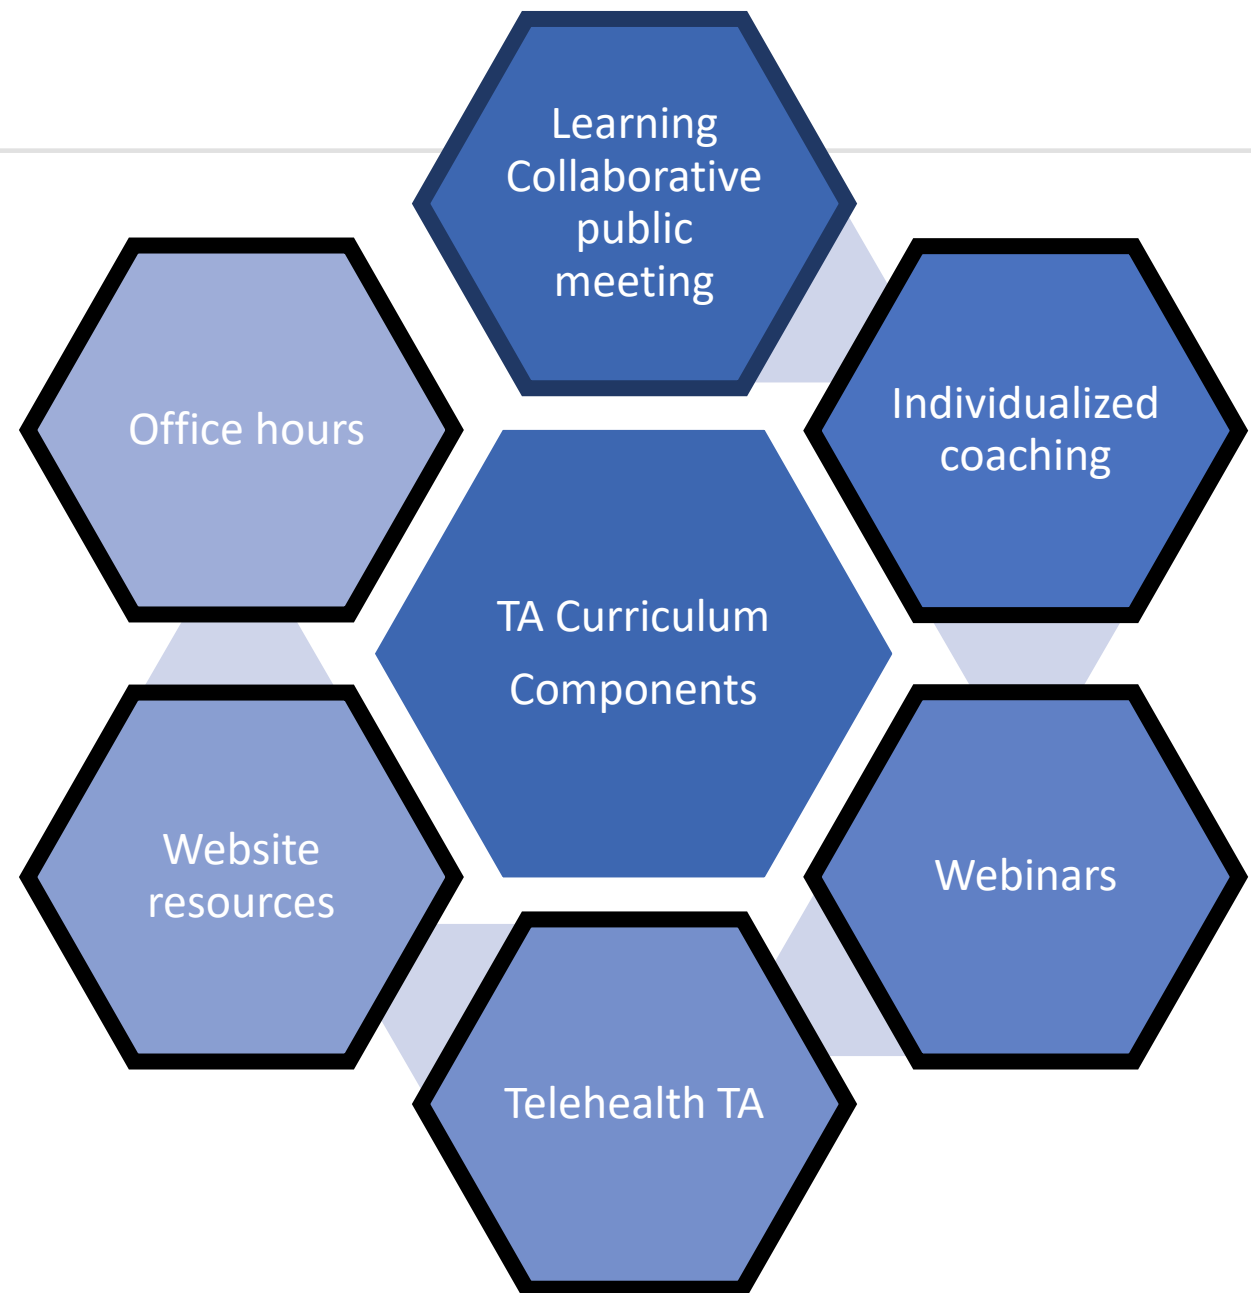 Learning
Collaborative
public
meeting
Individualized
coaching
Office hours
TA Curriculum
Components
Website
resources
Webinars
Telehealth TA